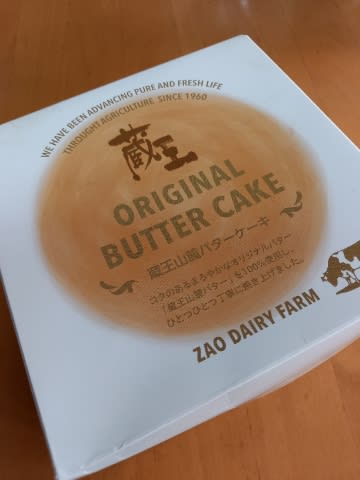 WE HAVE BEEN ADVANCING PURE AND FRESH LIFE
THROUGHT AGRICULTURE SINCE 1960
蔵王
ORIGINAL
BUTTER CAKE
蔵王山麓バターケーキ
コクのあるまろやかなオリジナルバター
「蔵王山麓バター」を100%使用し、
ひとつひとつ丁寧に焼き上げました。
ZAO DAIRY FARM